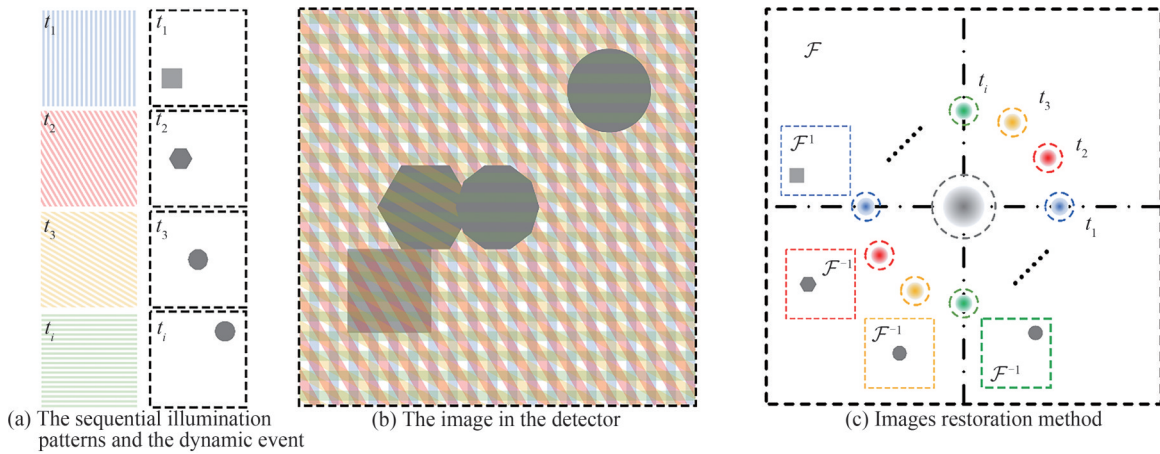 t₁
t₁
t₂
t₂
t₃
t₃
tᵢ
tᵢ
(a) The sequential illumination
patterns and the dynamic event
(b) The image in the detector
ℱ
tᵢ
t₃
t₂
ℱ¹
t₁
ℱ⁻¹
ℱ⁻¹
ℱ⁻¹
(c) Images restoration method